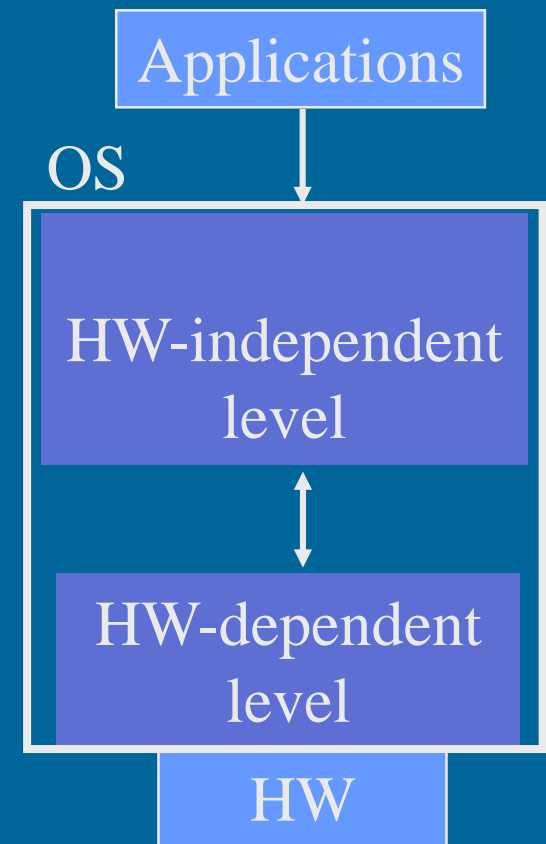 Applications
OS
HW-independent
level
HW-dependent
level
HW